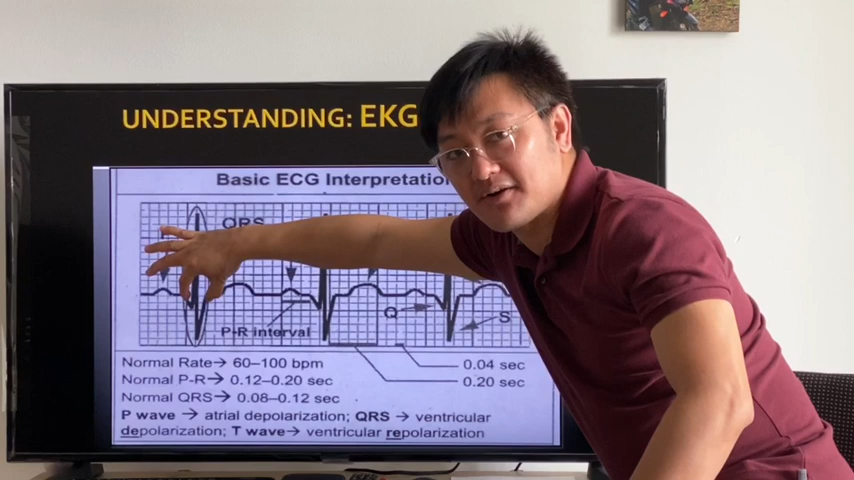 UNDERSTANDING: EKG
Basic ECG Interpretation
QRS
P-R interval
Q
S
Normal Rate→ 60–100 bpm
0.04 sec
Normal P-R→ 0.12–0.20 sec
0.20 sec
Normal QRS→ 0.08–0.12 sec
P wave → atrial depolarization; QRS → ventricular
depolarization; T wave→ ventricular repolarization